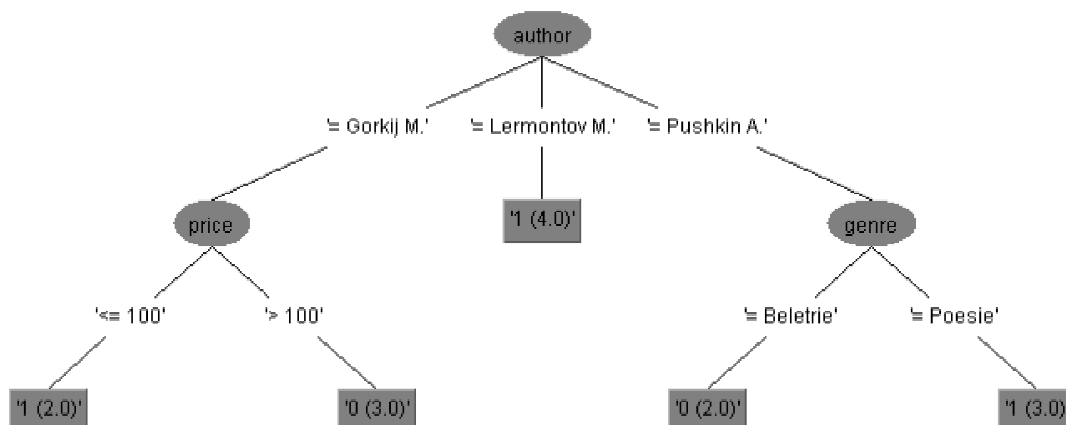 author
'= Gorkij M.' '= Lermontov M.' '= Pushkin A.'
price '1 (4.0)' genre
'<= 100' '> 100' '= Beletrie' '= Poesie'
'1 (2.0)' '0 (3.0)' '0 (2.0)' '1 (3.0)'